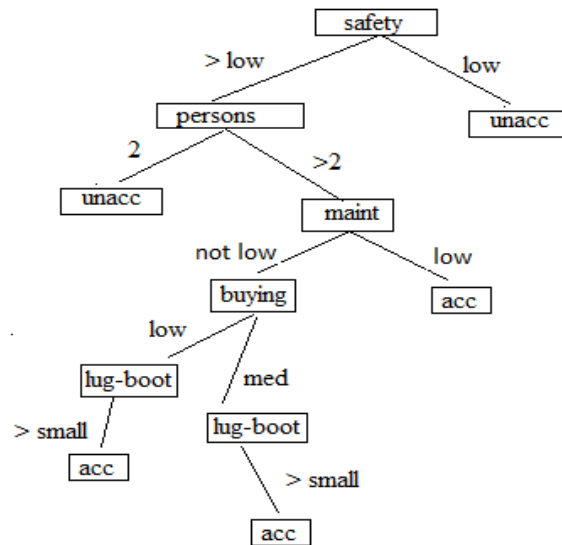 safety
> low
low
persons
unacc
2
>2
unacc
maint
not low
low
buying
acc
low
med
lug-boot
lug-boot
> small
acc
> small
acc